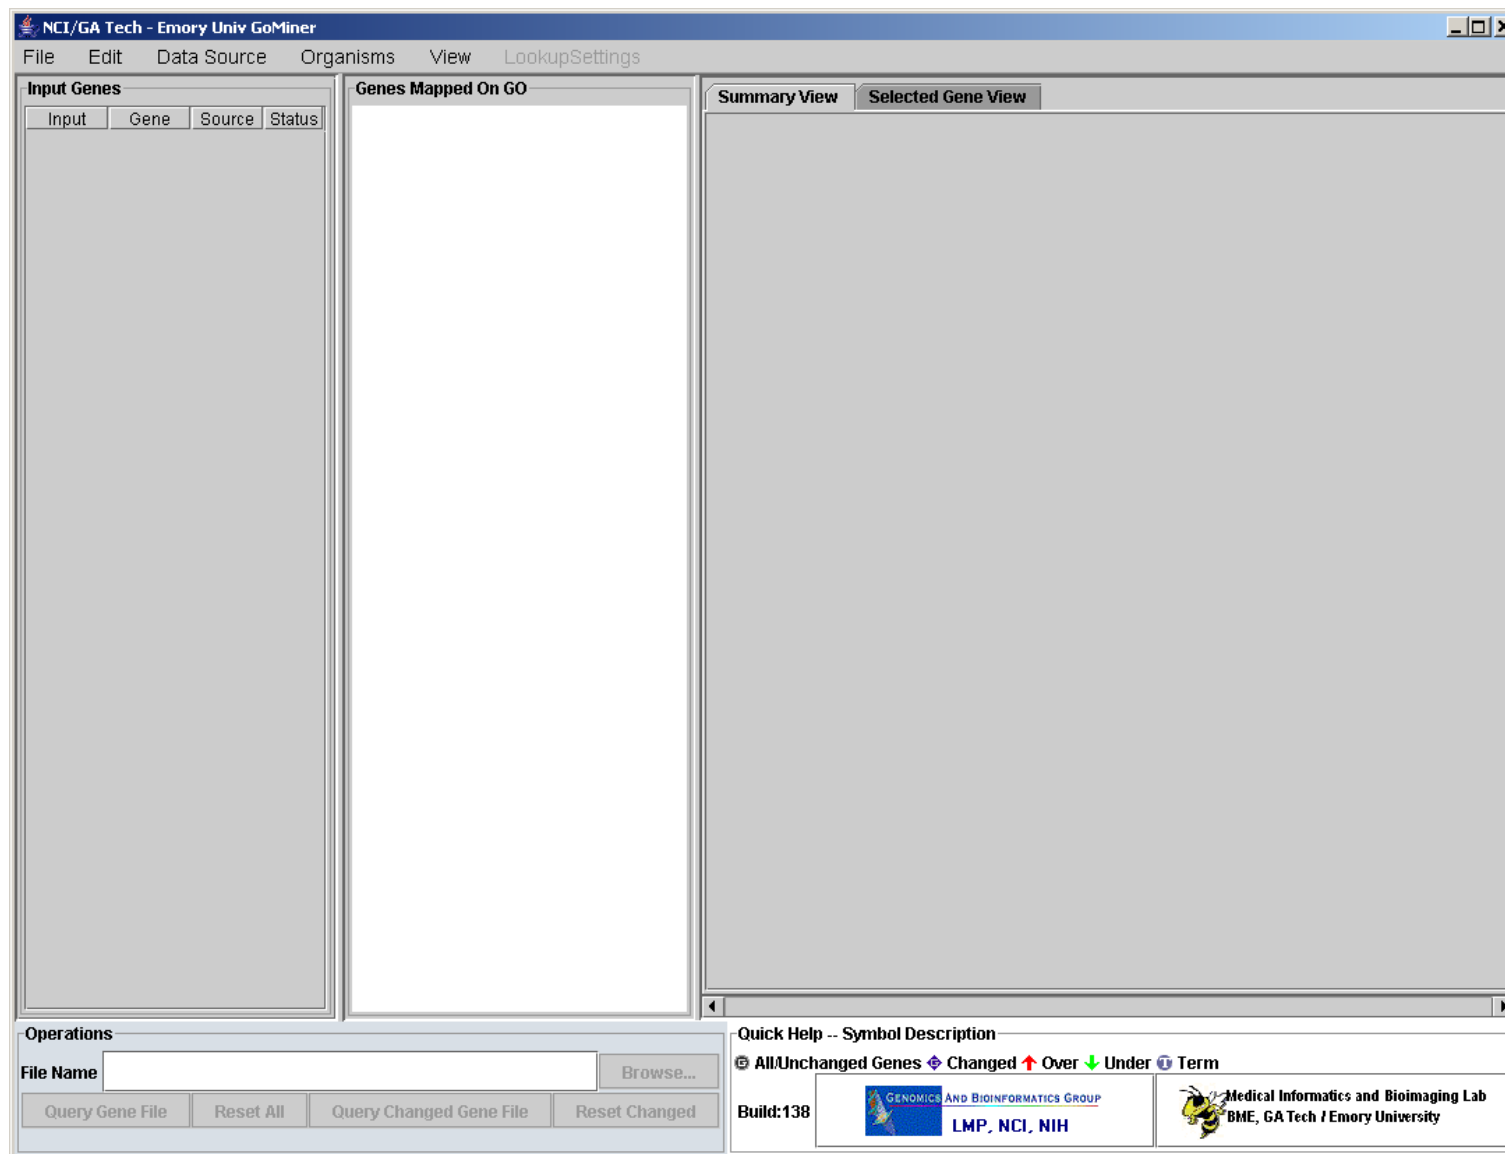 NCI/GA Tech - Emory Univ GoMiner
File Edit Data Source Organisms View LookupSettings
Input Genes
Input Gene Source Status
Genes Mapped On GO
Summary View Selected Gene View
Operations
File Name Browse...
Query Gene File Reset All Query Changed Gene File Reset Changed
Quick Help -- Symbol Description
G All/Unchanged Genes G Changed Over Under T Term
Build:138
GENOMICS AND BIOINFORMATICS GROUP
LMP, NCI, NIH
Medical Informatics and Bioimaging Lab
BME, GA Tech / Emory University